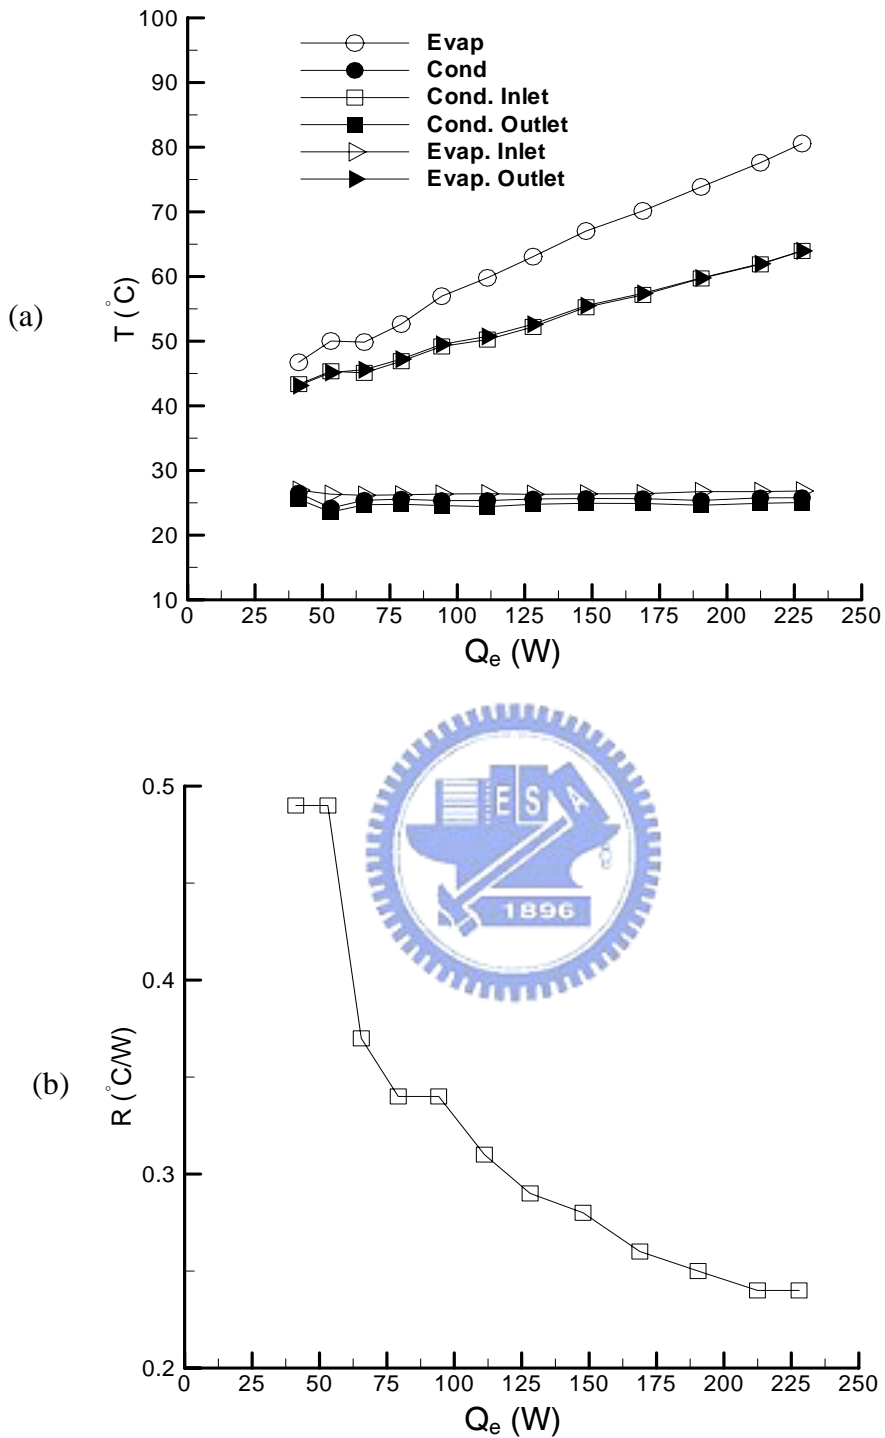 100
90
80
70
60
50
40
30
20
10
T (°C)
(a)
Evap
Cond
Cond. Inlet
Cond. Outlet
Evap. Inlet
Evap. Outlet
0 25 50 75 100 125 150 175 200 225 250
Qe (W)
0.5
0.4
0.3
0.2
R (°C/W)
(b)
E S A
1896
0 25 50 75 100 125 150 175 200 225 250
Qe (W)